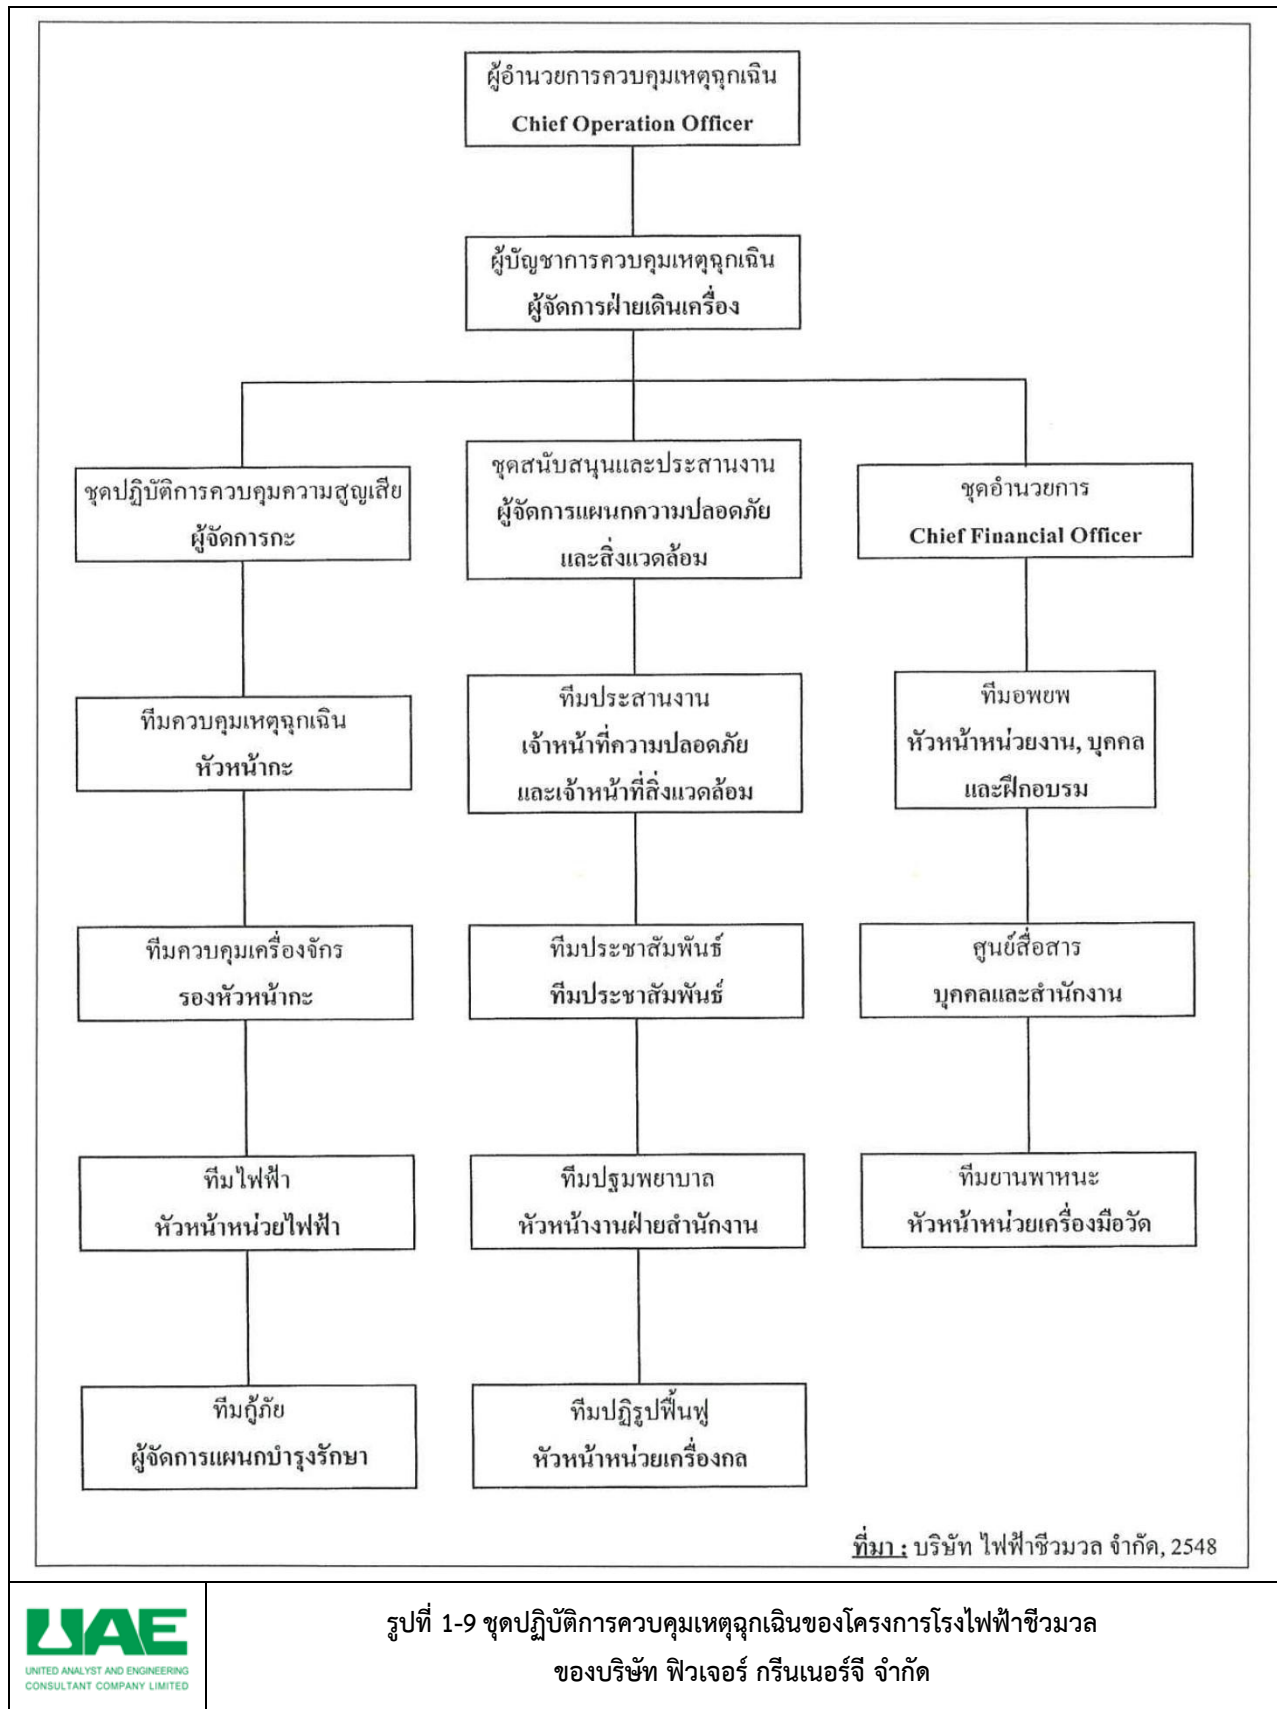 ผู้อำนวยการควบคุมเหตุฉุกเฉิน
Chief Operation Officer
ผู้บัญชาการควบคุมเหตุฉุกเฉิน
ผู้จัดการฝ่ายเดินเครื่อง
ชุดปฏิบัติการควบคุมความสูญเสีย
ผู้จัดการกะ
ชุดสนับสนุนและประสานงาน
ผู้จัดการแผนกความปลอดภัย
และสิ่งแวดล้อม
ชุดอำนวยการ
Chief Financial Officer
ทีมควบคุมเหตุฉุกเฉิน
หัวหน้ากะ
ทีมประสานงาน
เจ้าหน้าที่ความปลอดภัย
และเจ้าหน้าที่สิ่งแวดล้อม
ทีมอพยพ
หัวหน้าหน่วยงาน, บุคคล
และฝึกอบรม
ทีมควบคุมเครื่องจักร
รองหัวหน้ากะ
ทีมประชาสัมพันธ์
ทีมประชาสัมพันธ์
ศูนย์สื่อสาร
บุคคลและสำนักงาน
ทีมไฟฟ้า
หัวหน้าหน่วยไฟฟ้า
ทีมปฐมพยาบาล
หัวหน้างานฝ่ายสำนักงาน
ทีมยานพาหนะ
หัวหน้าหน่วยเครื่องมือวัด
ทีมกู้ภัย
ผู้จัดการแผนกบำรุงรักษา
ทีมปฏิรูปฟื้นฟู
หัวหน้าหน่วยเครื่องกล
ที่มา : บริษัท ไฟฟ้าชีวมวล จำกัด, 2548
UAE
UNITED ANALYST AND ENGINEERING
CONSULTANT COMPANY LIMITED
รูปที่ 1-9 ชุดปฏิบัติการควบคุมเหตุฉุกเฉินของโครงการโรงไฟฟ้าชีวมวล
ของบริษัท ฟิวเจอร์ กรีนเนอร์จี จำกัด